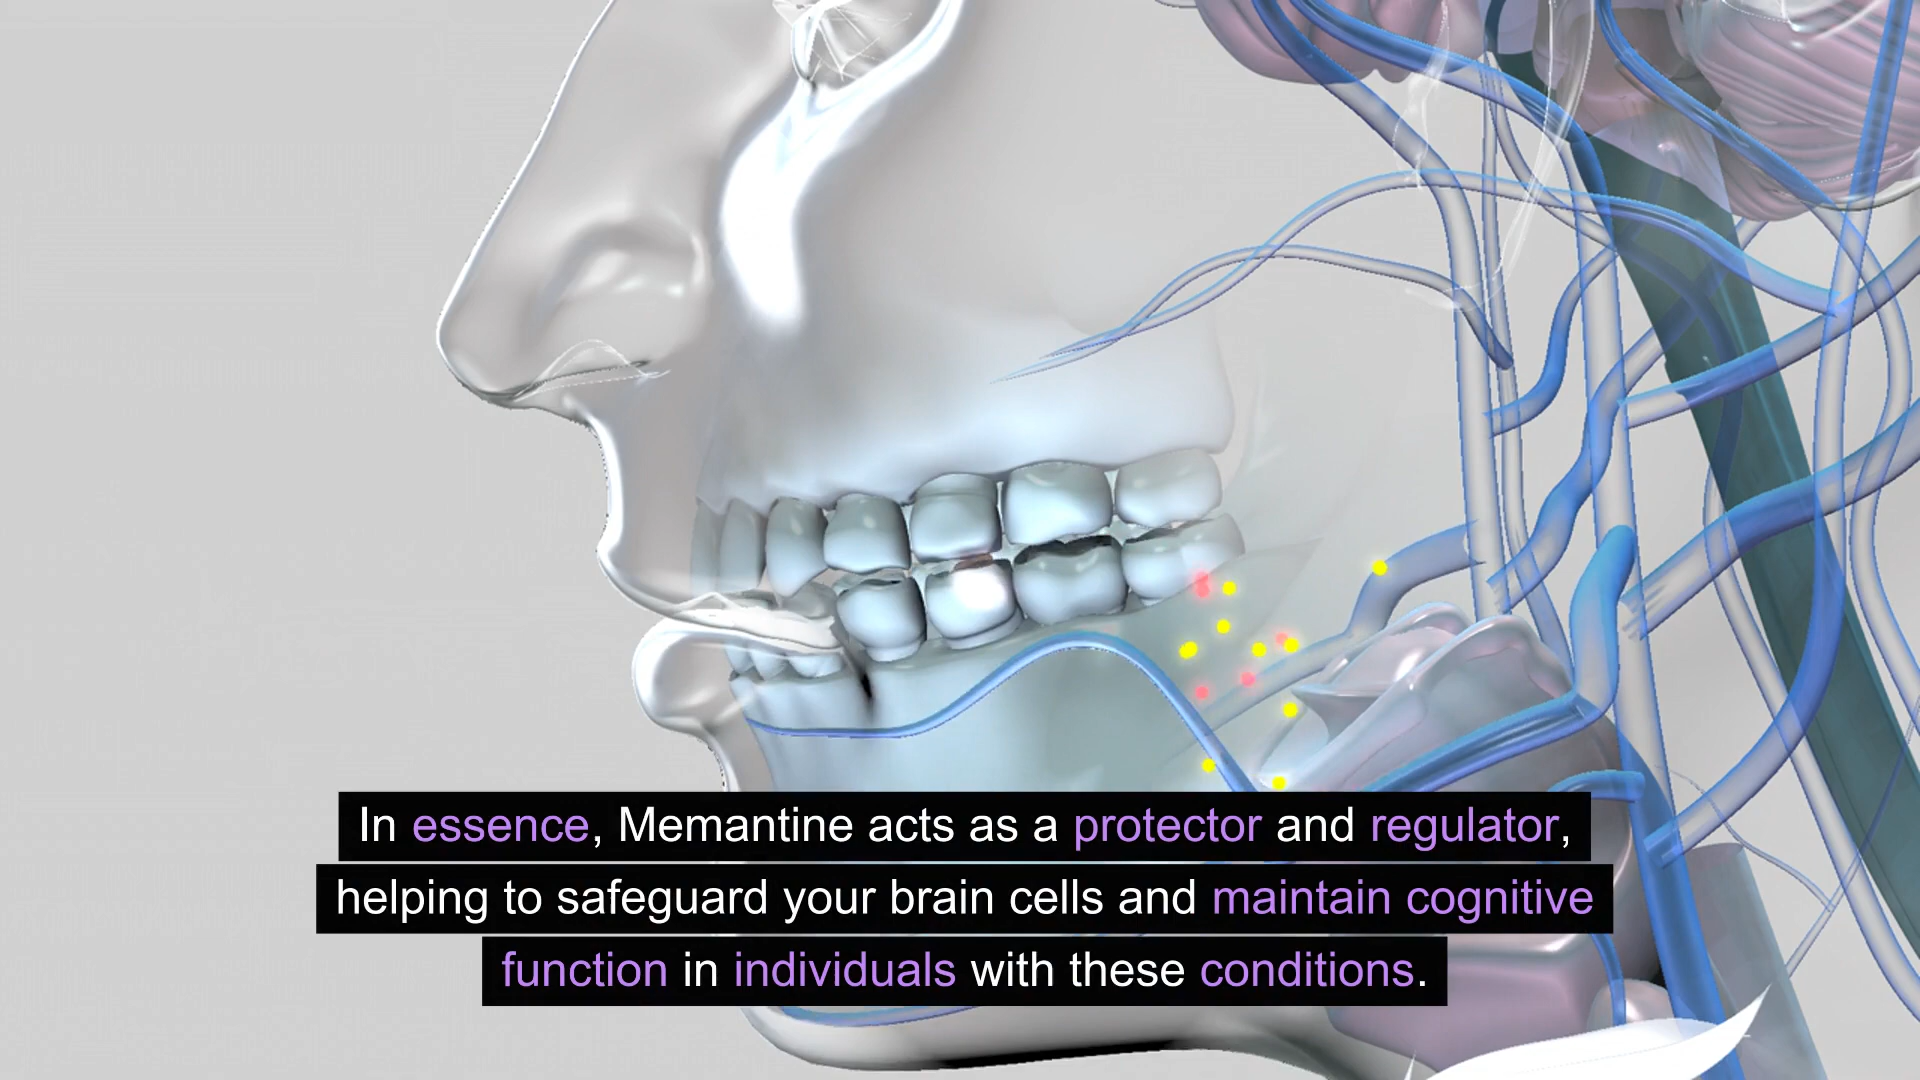 In essence, Memantine acts as a protector and regulator,
helping to safeguard your brain cells and maintain cognitive
function in individuals with these conditions.